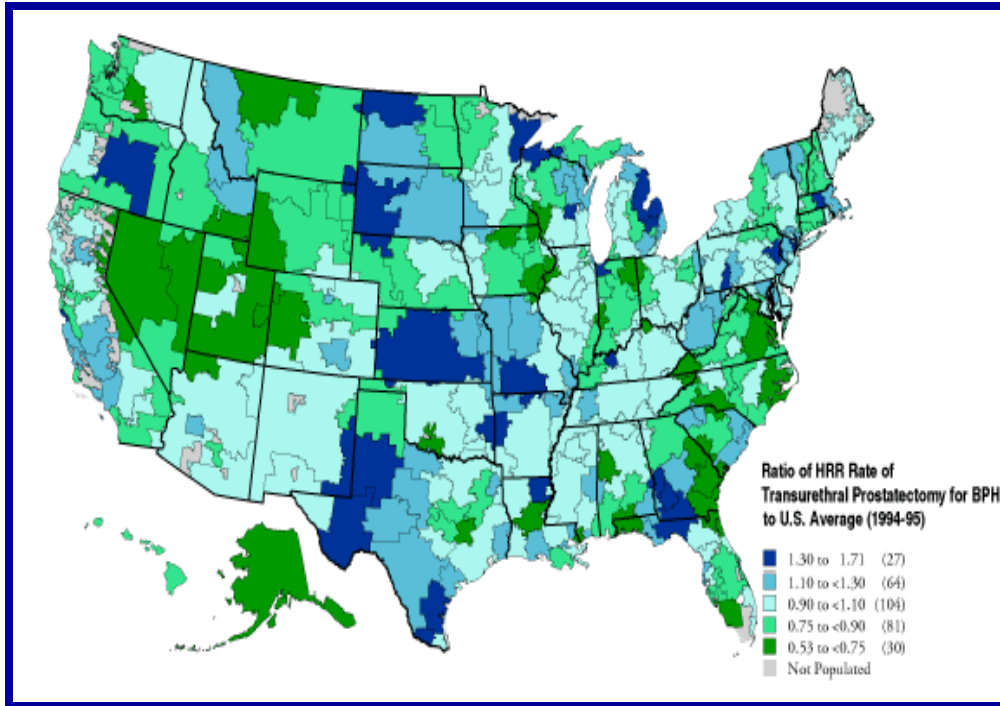 Ratio of HRR Rate of
Transurethral Prostatectomy for BPH
to U.S. Average (1994-95)
1.30 to 1.71 (27)
1.10 to <1.30 (64)
0.90 to <1.10 (104)
0.75 to <0.90 (81)
0.53 to <0.75 (30)
Not Populated